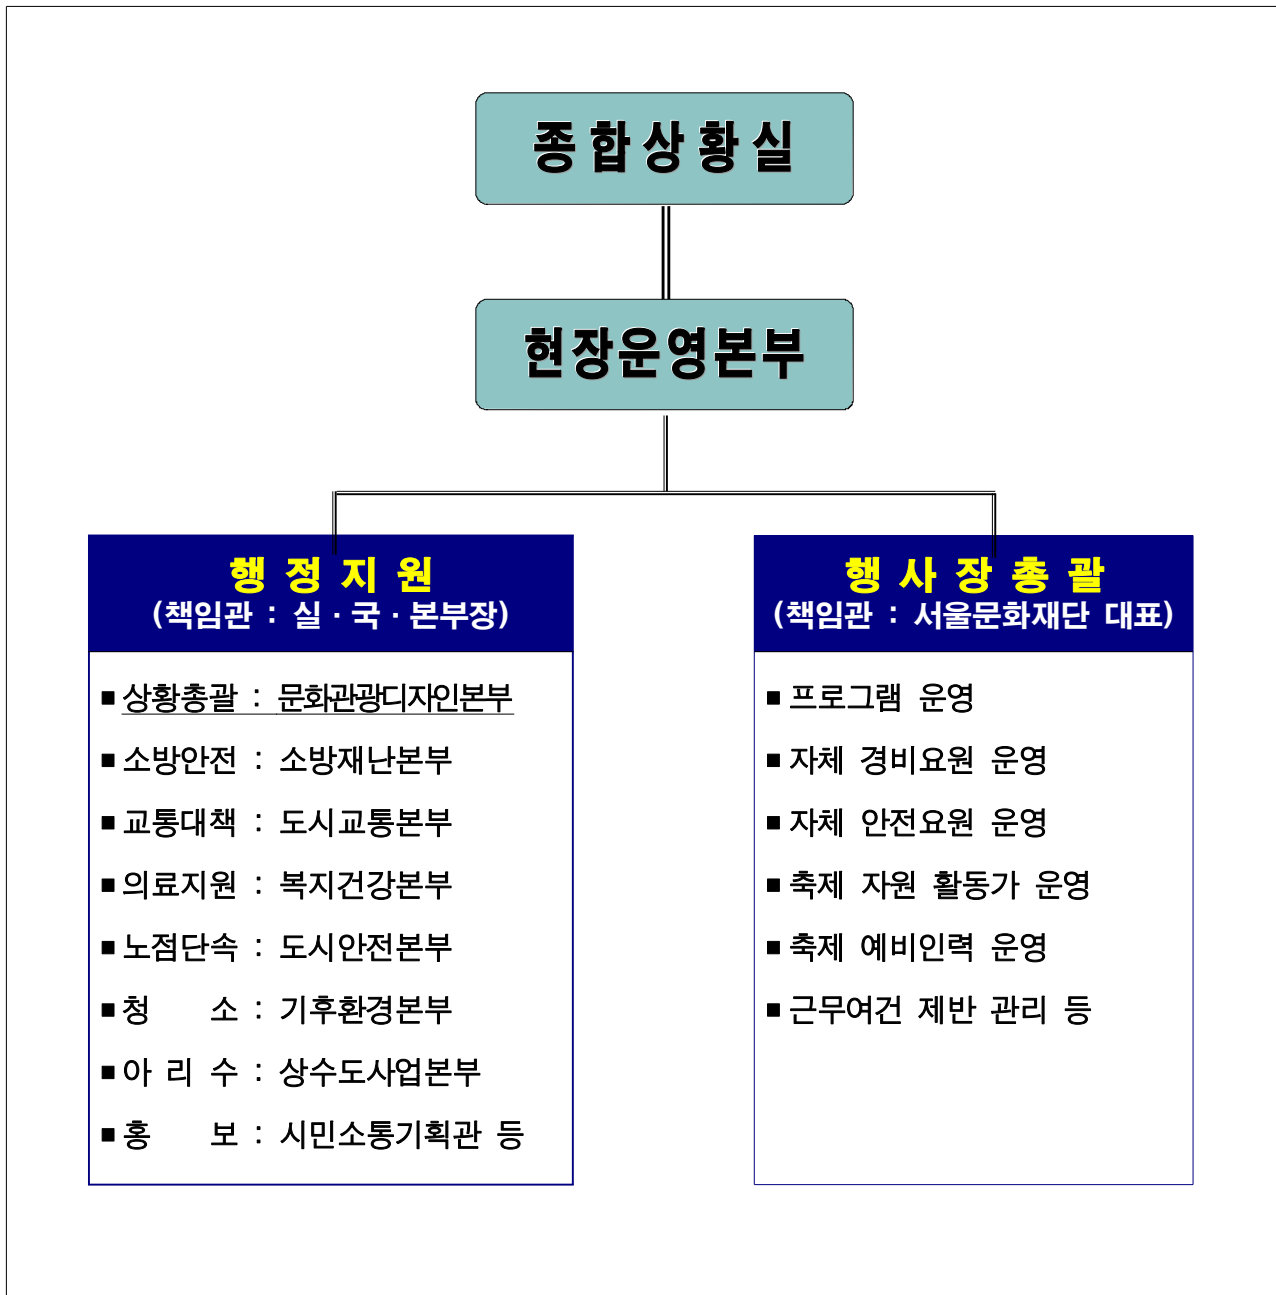 종합상황실
현장운영본부
행 정 지 원
(책임관 : 실·국·본부장)
■ 상황총괄 : 문화관광디자인본부
■ 소방안전 : 소방재난본부
■ 교통대책 : 도시교통본부
■ 의료지원 : 복지건강본부
■ 노점단속 : 도시안전본부
■ 청 소 : 기후환경본부
■ 아 리 수 : 상수도사업본부
■ 홍 보 : 시민소통기획관 등
행 사 장 총 괄
(책임관 : 서울문화재단 대표)
■ 프로그램 운영
■ 자체 경비요원 운영
■ 자체 안전요원 운영
■ 축제 자원 활동가 운영
■ 축제 예비인력 운영
■ 근무여건 제반 관리 등